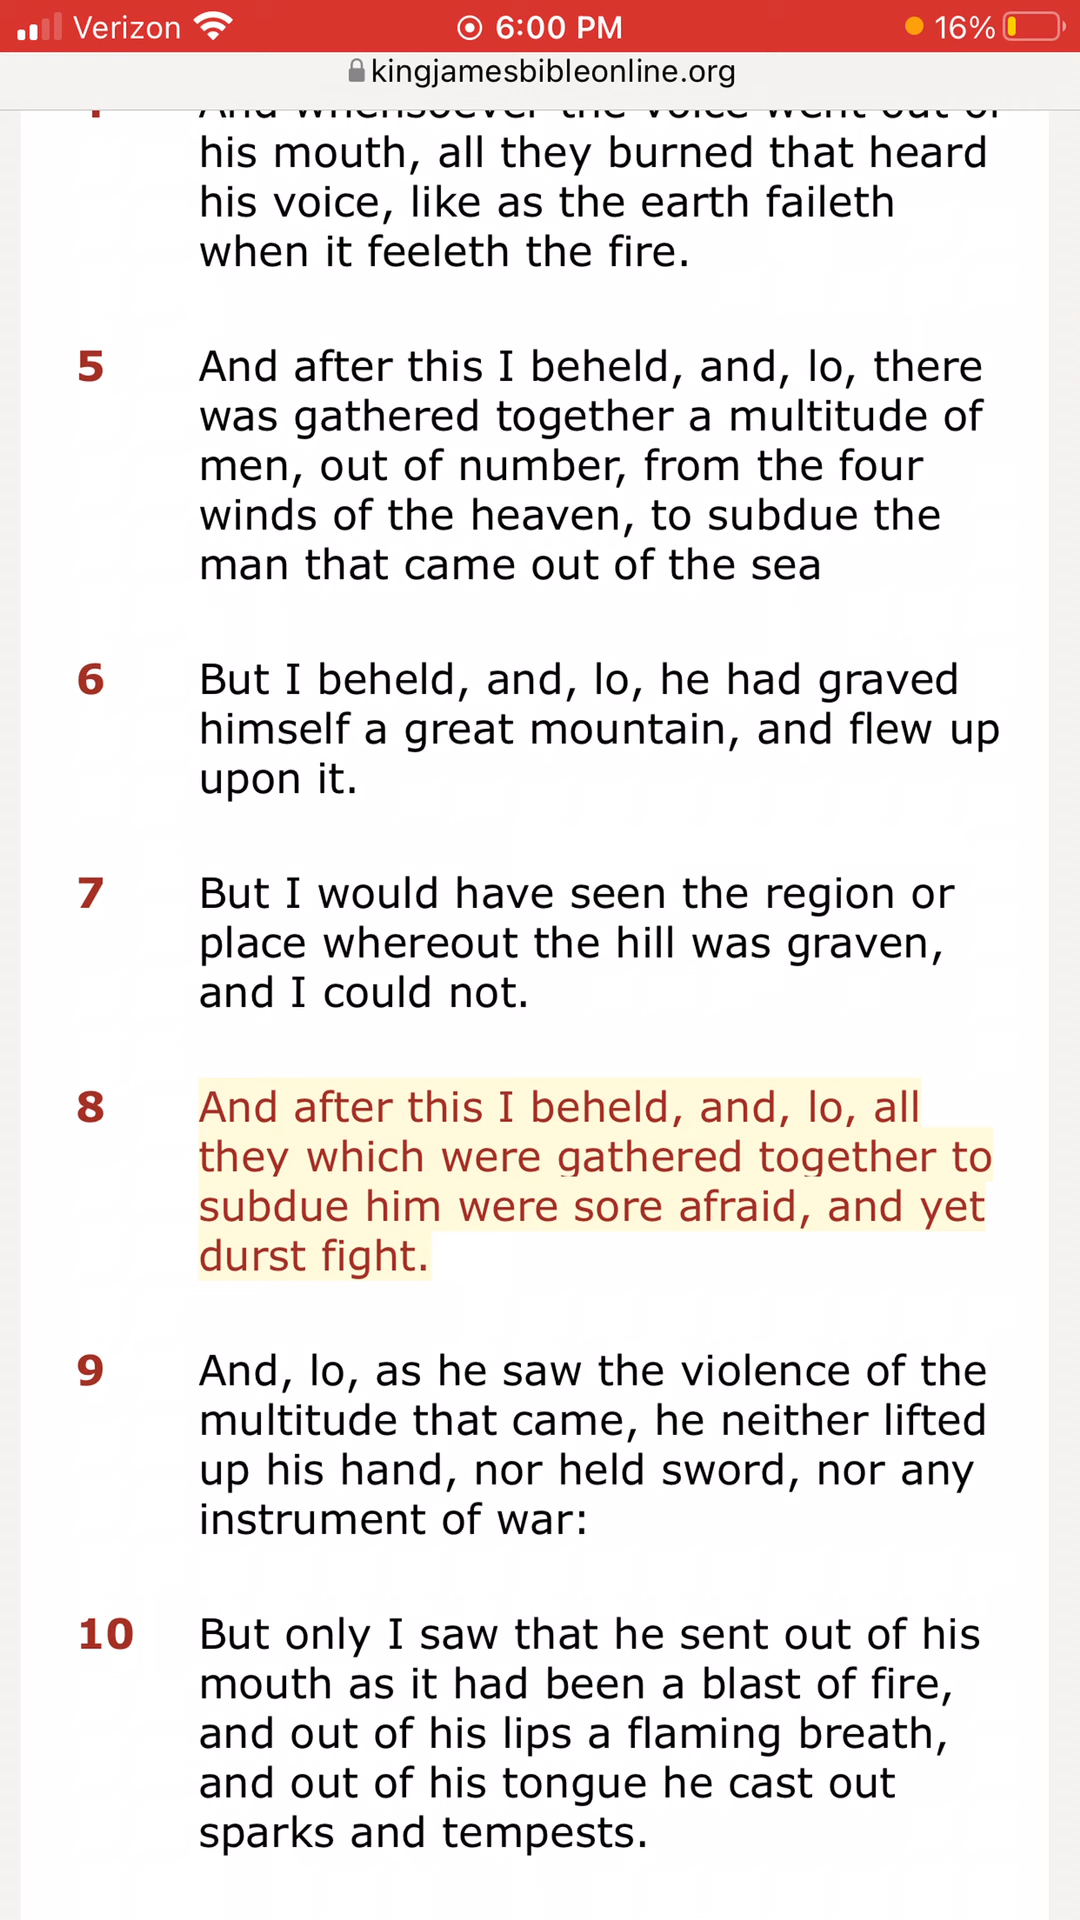 Verizon 6:00 PM 16%
kingjamesbibleonline.org
And whensoever the voice went out of
his mouth, all they burned that heard
his voice, like as the earth faileth
when it feeleth the fire.
5 And after this I beheld, and, lo, there
was gathered together a multitude of
men, out of number, from the four
winds of the heaven, to subdue the
man that came out of the sea
6 But I beheld, and, lo, he had graved
himself a great mountain, and flew up
upon it.
7 But I would have seen the region or
place whereout the hill was graven,
and I could not.
8 And after this I beheld, and, lo, all
they which were gathered together to
subdue him were sore afraid, and yet
durst fight.
9 And, lo, as he saw the violence of the
multitude that came, he neither lifted
up his hand, nor held sword, nor any
instrument of war:
10 But only I saw that he sent out of his
mouth as it had been a blast of fire,
and out of his lips a flaming breath,
and out of his tongue he cast out
sparks and tempests.